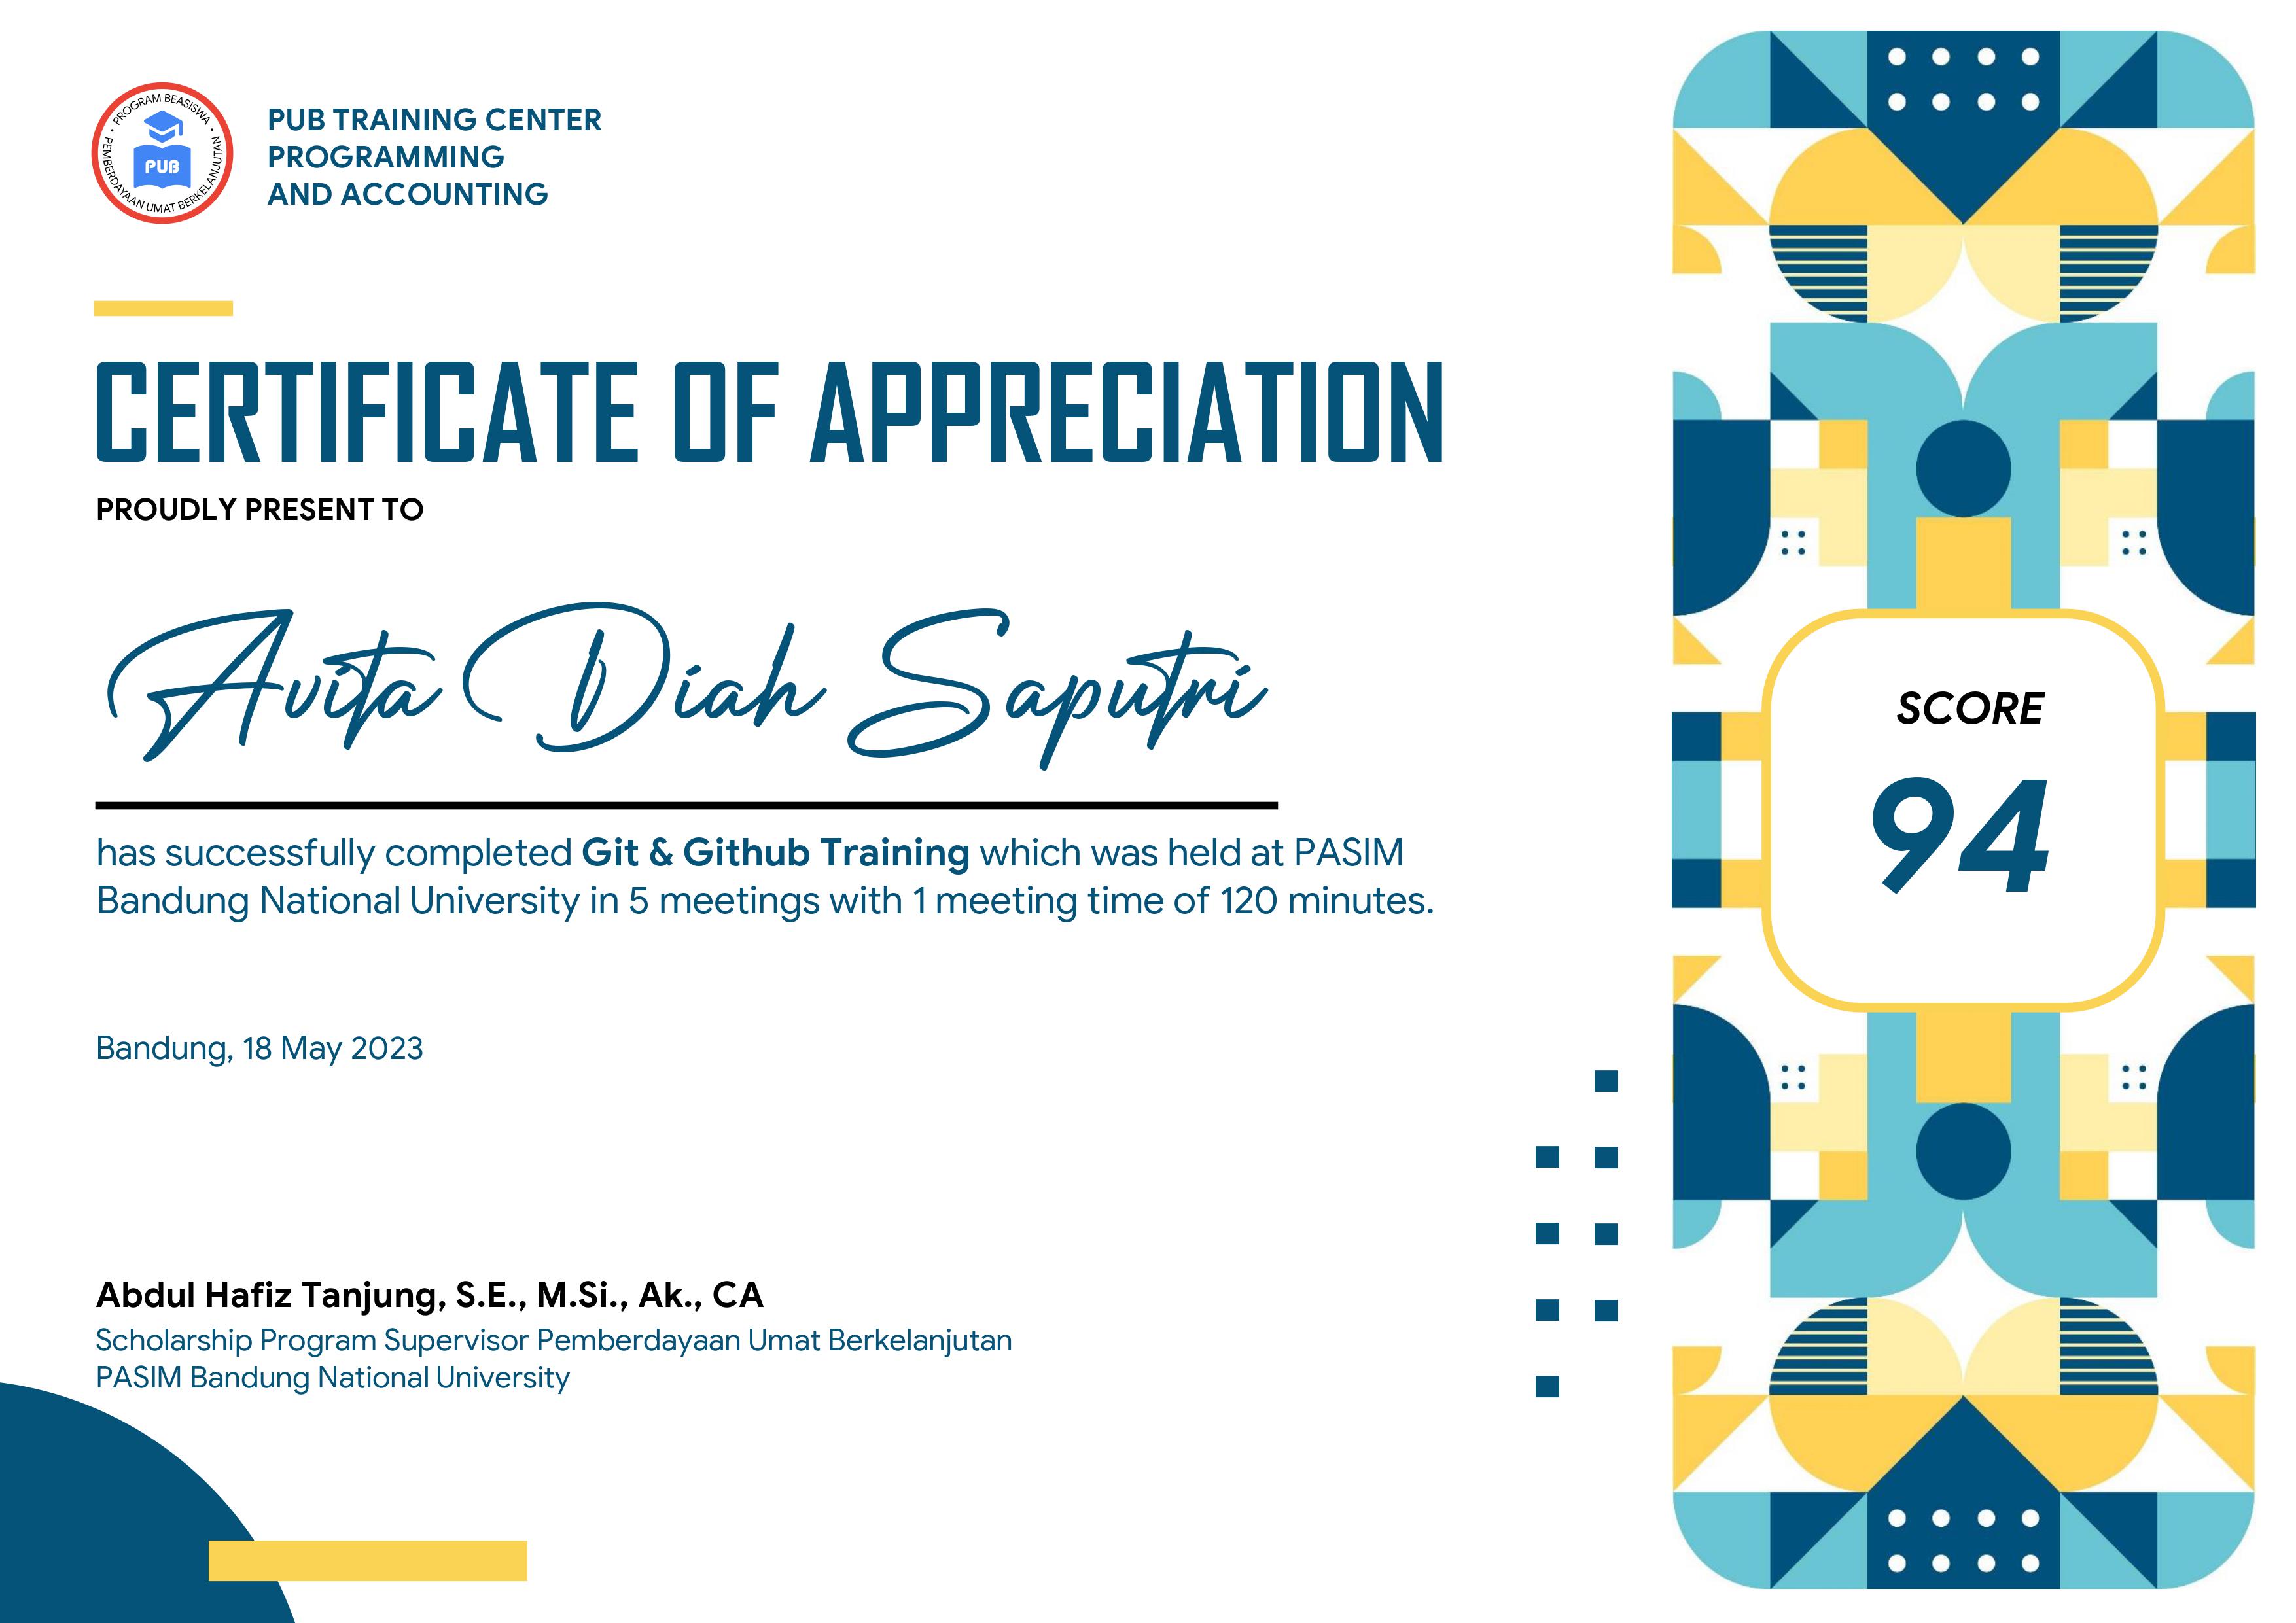 PROGRAM BEASISWA
PEMBERDAYAAN UMAT BERKELANJUTAN
PUB
PUB TRAINING CENTER
PROGRAMMING
AND ACCOUNTING
CERTIFICATE OF APPRECIATION
PROUDLY PRESENT TO
Avita Diah Saputri
has successfully completed Git & Github Training which was held at PASIM
Bandung National University in 5 meetings with 1 meeting time of 120 minutes.
Bandung, 18 May 2023
Abdul Hafiz Tanjung, S.E., M.Si., Ak., CA
Scholarship Program Supervisor Pemberdayaan Umat Berkelanjutan
PASIM Bandung National University
SCORE
94